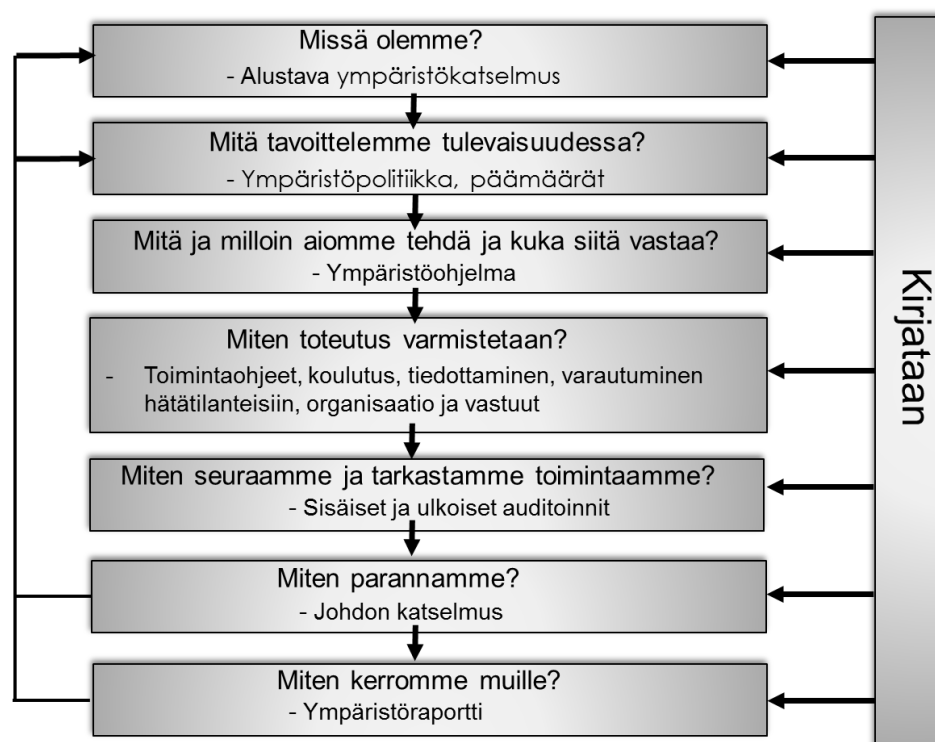 Missä olemme?
- Alustava ympäristökatselmus
Mitä tavoittelemme tulevaisuudessa?
- Ympäristöpolitiikka, päämäärät
Mitä ja milloin aiomme tehdä ja kuka siitä vastaa?
- Ympäristöohjelma
Miten toteutus varmistetaan?
- Toimintaohjeet, koulutus, tiedottaminen, varautuminen
hätätilanteisiin, organisaatio ja vastuut
Miten seuraamme ja tarkastamme toimintaamme?
- Sisäiset ja ulkoiset auditoinnit
Miten parannamme?
- Johdon katselmus
Miten kerromme muille?
- Ympäristöraportti
Kirjataan